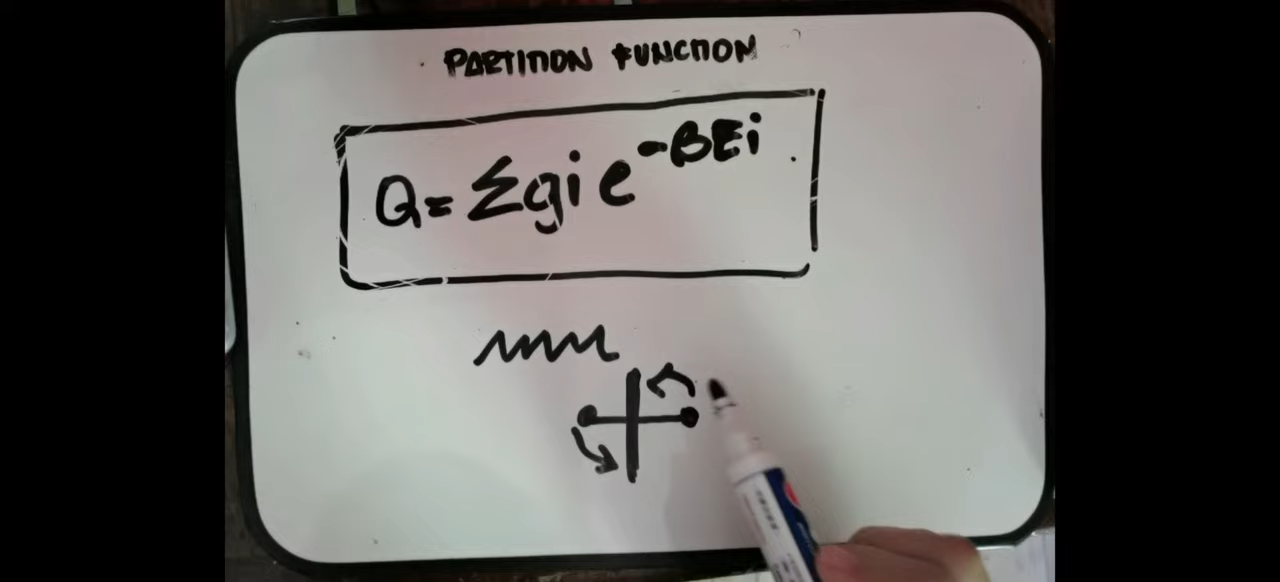 PARTITION FUNCTION
Q = Σgi e^-βEi